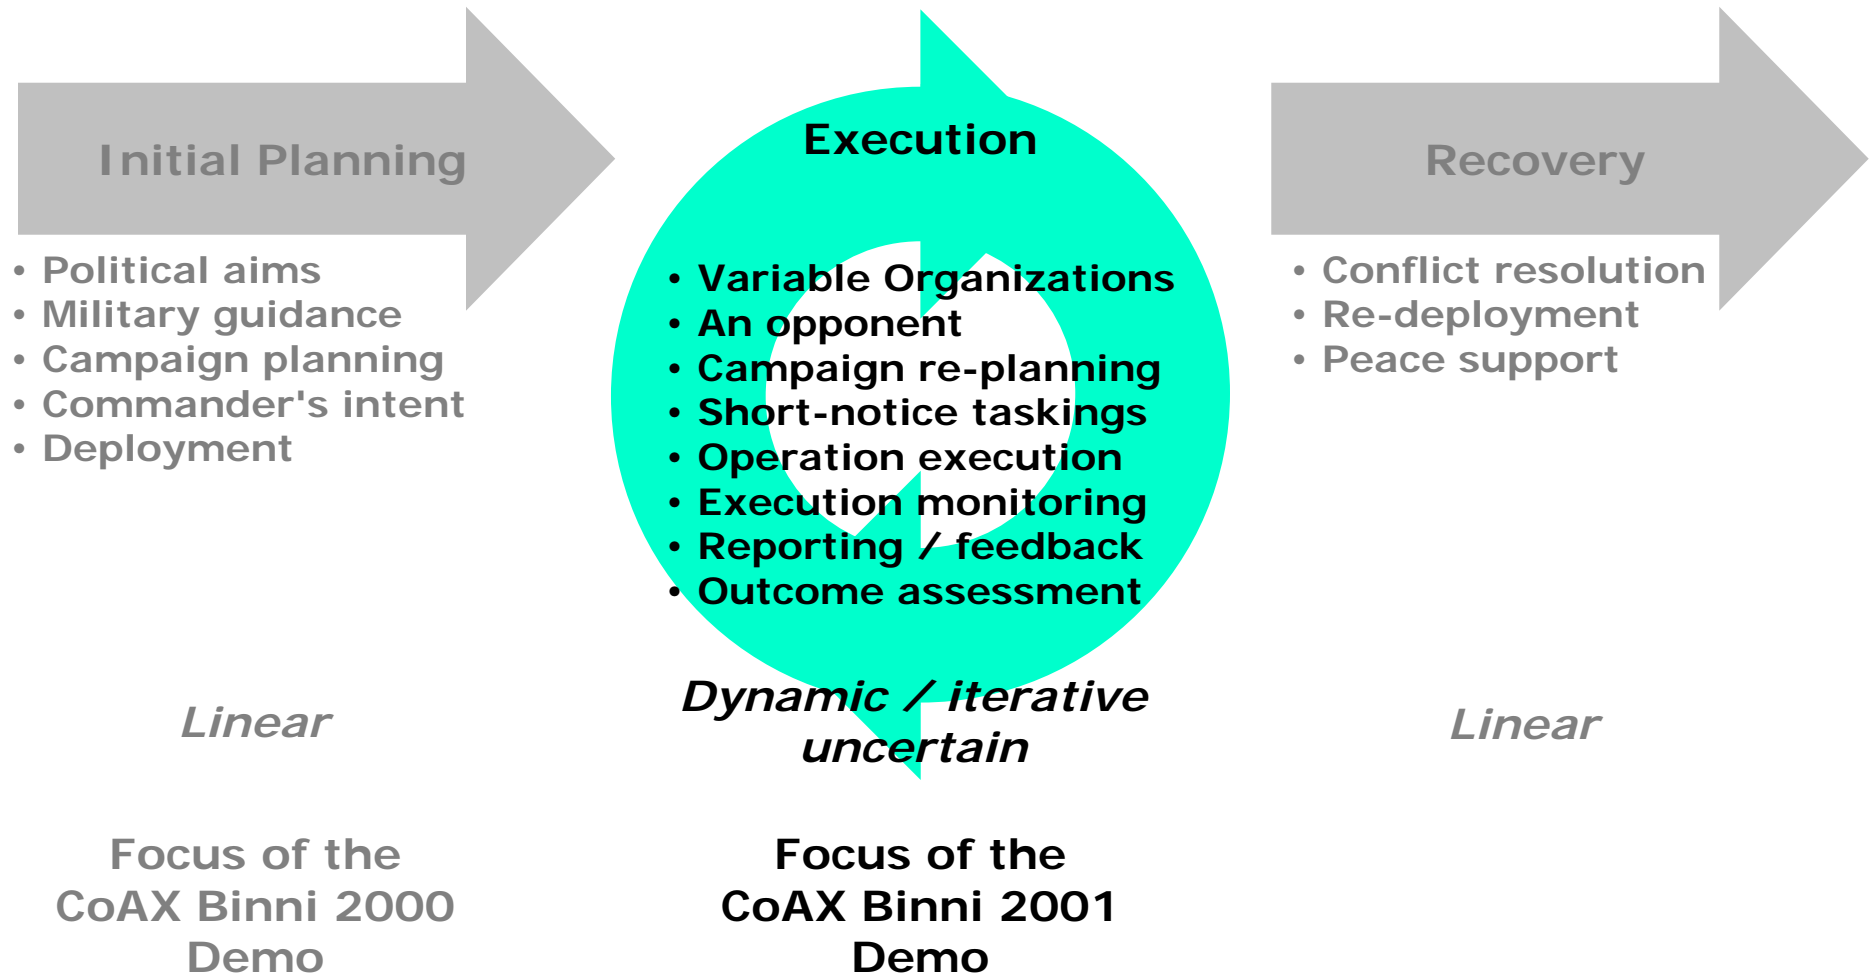 Initial Planning
• Political aims
• Military guidance
• Campaign planning
• Commander's intent
• Deployment
Linear
Focus of the
CoAX Binni 2000
Demo
Execution
• Variable Organizations
• An opponent
• Campaign re-planning
• Short-notice taskings
• Operation execution
• Execution monitoring
• Reporting / feedback
• Outcome assessment
Dynamic / iterative
uncertain
Focus of the
CoAX Binni 2001
Demo
Recovery
• Conflict resolution
• Re-deployment
• Peace support
Linear